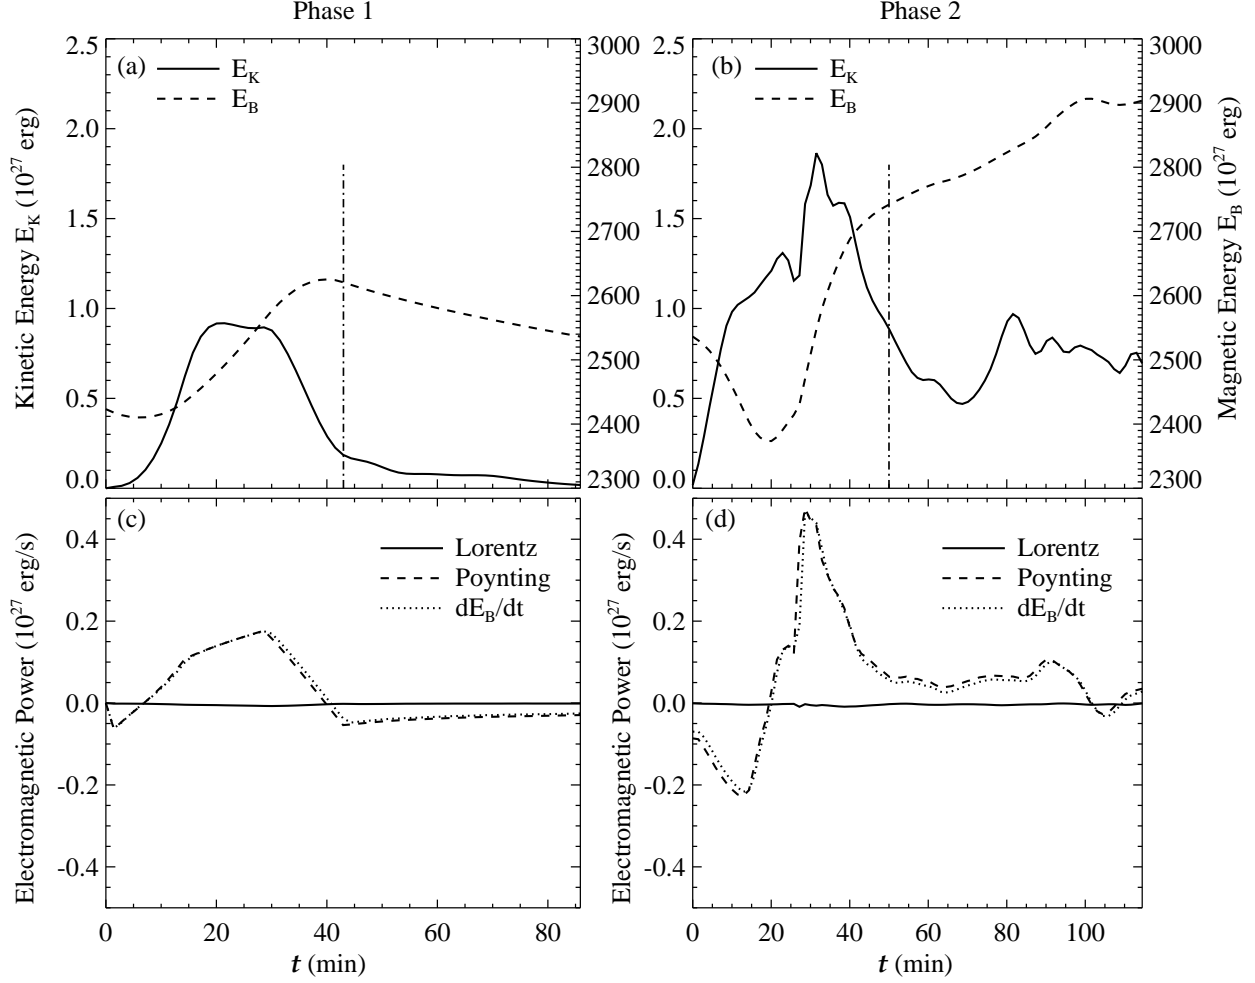 Phase 1
Phase 2
(a)
E_K
E_B
2.5
2.0
1.5
1.0
0.5
0.0
Kinetic Energy E_K (10^27 erg)
3000
2900
2800
2700
2600
2500
2400
2300
(b)
E_K
E_B
2.5
2.0
1.5
1.0
0.5
0.0
3000
2900
2800
2700
2600
2500
2400
2300
Magnetic Energy E_B (10^27 erg)
(c)
Lorentz
Poynting
dE_B/dt
0.4
0.2
0.0
-0.2
-0.4
Electromagnetic Power (10^27 erg/s)
0 20 40 60 80
t (min)
(d)
Lorentz
Poynting
dE_B/dt
0.4
0.2
0.0
-0.2
-0.4
Electromagnetic Power (10^27 erg/s)
0 20 40 60 80 100
t (min)